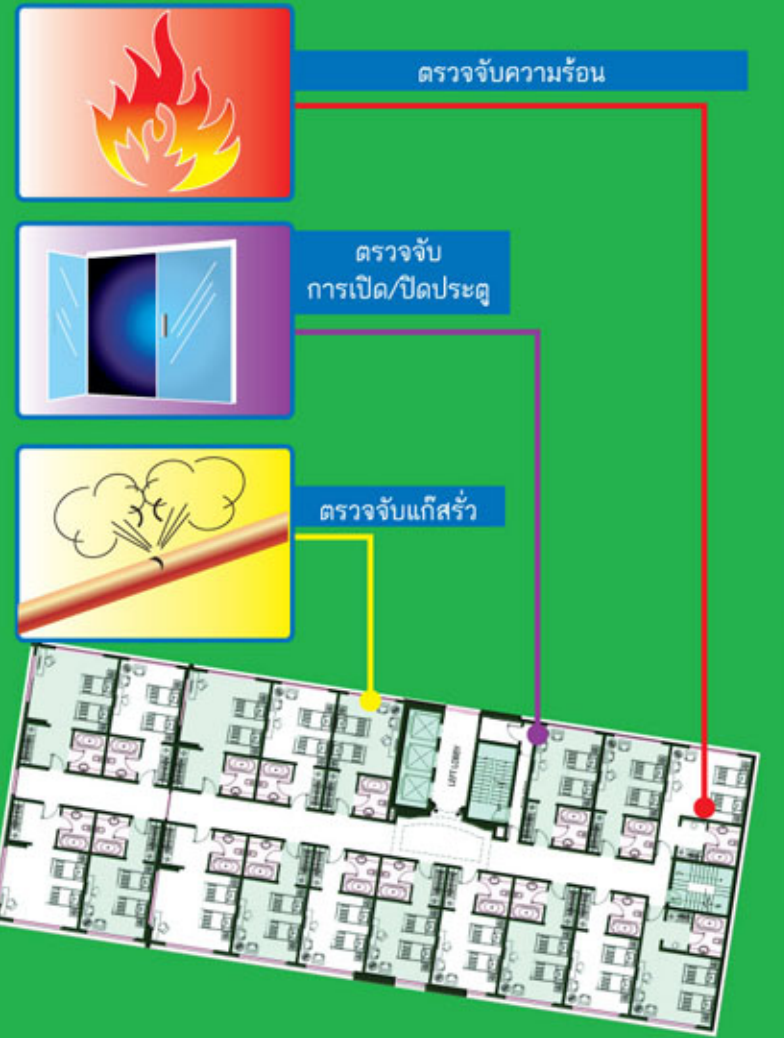 ตรวจจับความร้อน
ตรวจจับ
การเปิด/ปิดประตู
ตรวจจับแก๊สรั่ว
LEFT LOBBY